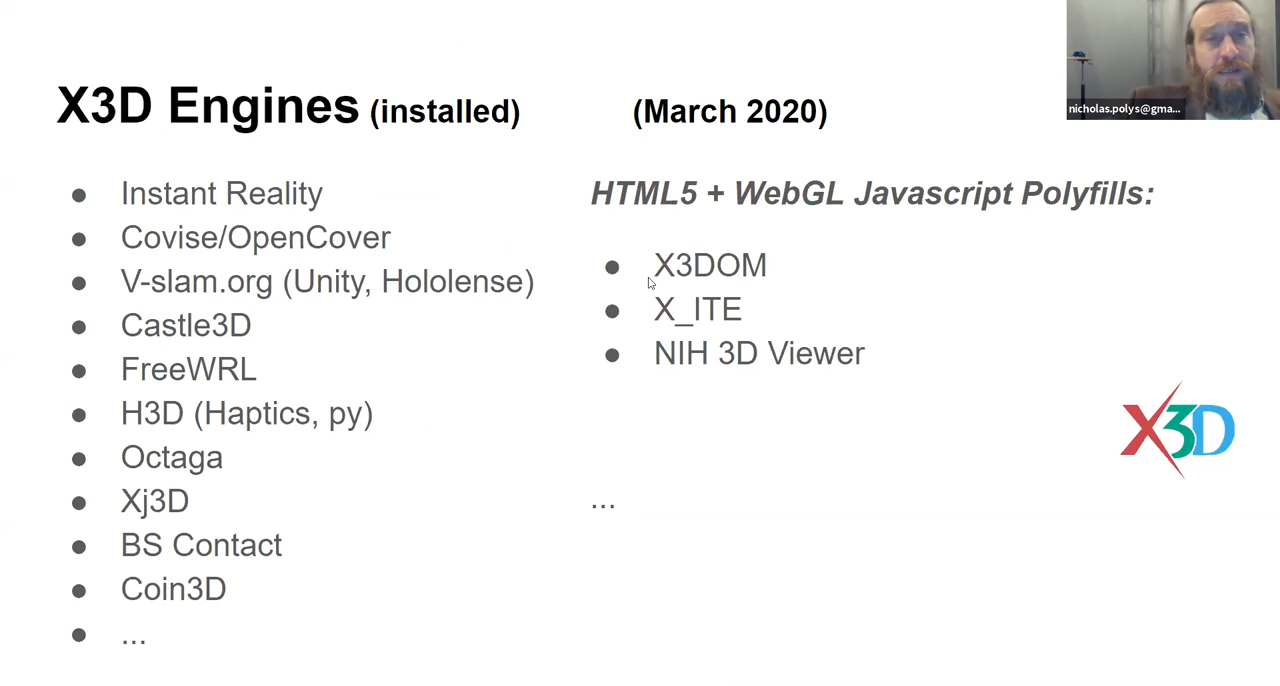 nicholas.polys@gma...
X3D Engines (installed) (March 2020)
● Instant Reality
● Covise/OpenCover
● V-slam.org (Unity, Hololense)
● Castle3D
● FreeWRL
● H3D (Haptics, py)
● Octaga
● Xj3D
● BS Contact
● Coin3D
● ...
HTML5 + WebGL Javascript Polyfills:
● X3DOM
● X_ITE
● NIH 3D Viewer
...
X3D